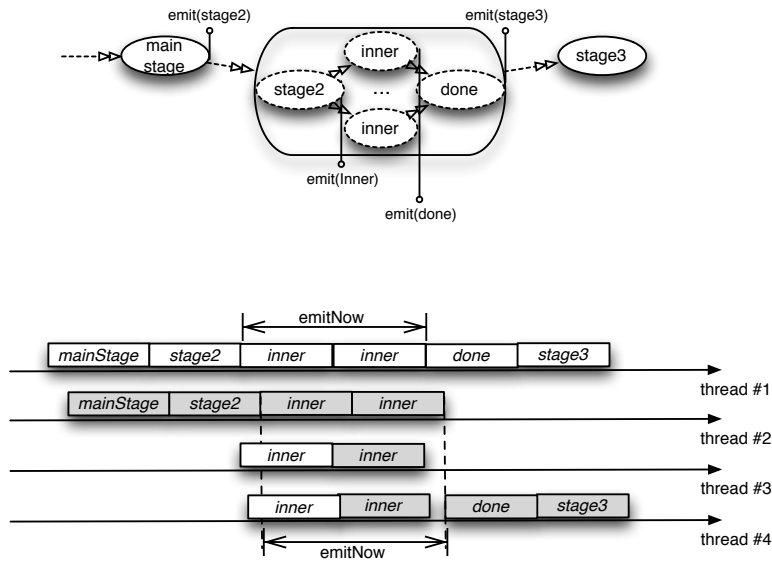 emit(stage2)
emit(stage3)
main
stage
inner
stage3
stage2
...
done
inner
emit(Inner)
emit(done)
emitNow
mainStage stage2 inner inner done stage3
thread #1
mainStage stage2 inner inner
thread #2
inner inner
thread #3
inner inner done stage3
thread #4
emitNow